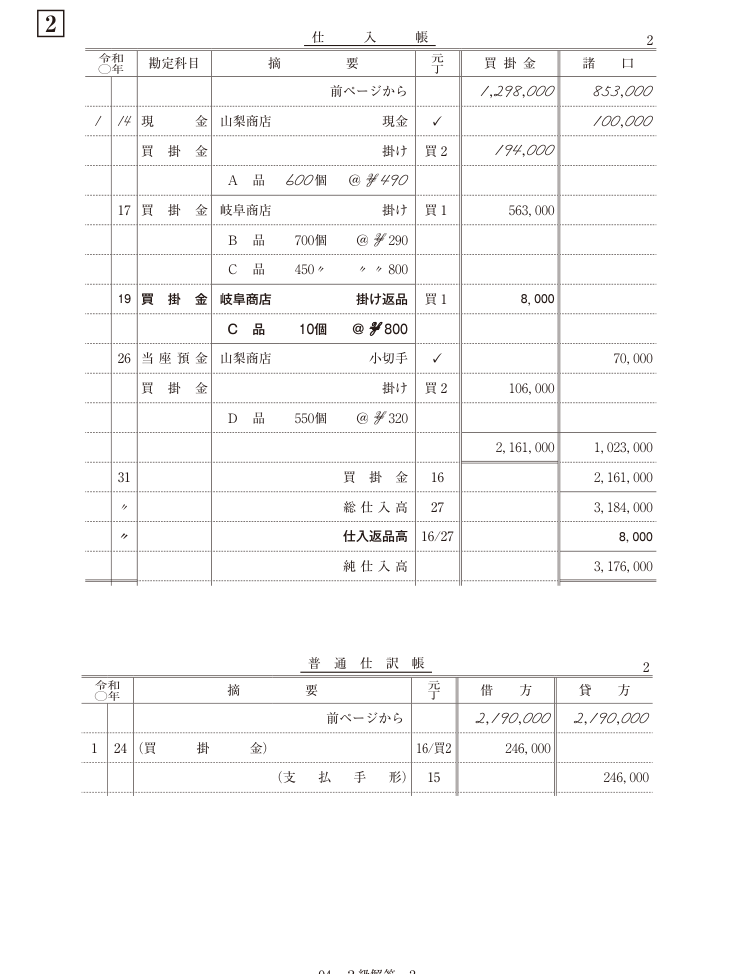 2
仕 入 帳 2
令和○年 勘定科目 摘 要 元丁 買掛金 諸 口
前ページから 1,298,000 853,000
1 14 現 金 山梨商店 現金 ✓ 100,000
買 掛 金 掛け 買2 194,000
A 品 600個 @¥490
17 買 掛 金 岐阜商店 掛け 買1 563,000
B 品 700個 @¥290
C 品 450〃 〃 〃 800
19 買 掛 金 岐阜商店 掛け返品 買1 8,000
C 品 10個 @¥800
26 当座預金 山梨商店 小切手 ✓ 70,000
買 掛 金 掛け 買2 106,000
D 品 550個 @¥320
2,161,000 1,023,000
31 買 掛 金 16 2,161,000
〃 総仕入高 27 3,184,000
〃 仕入返品高 16/27 8,000
純仕入高 3,176,000
普 通 仕 訳 帳 2
令和○年 摘 要 元丁 借 方 貸 方
前ページから 2,190,000 2,190,000
1 24 (買 掛 金) 16/買2 246,000
(支 払 手 形) 15 246,000